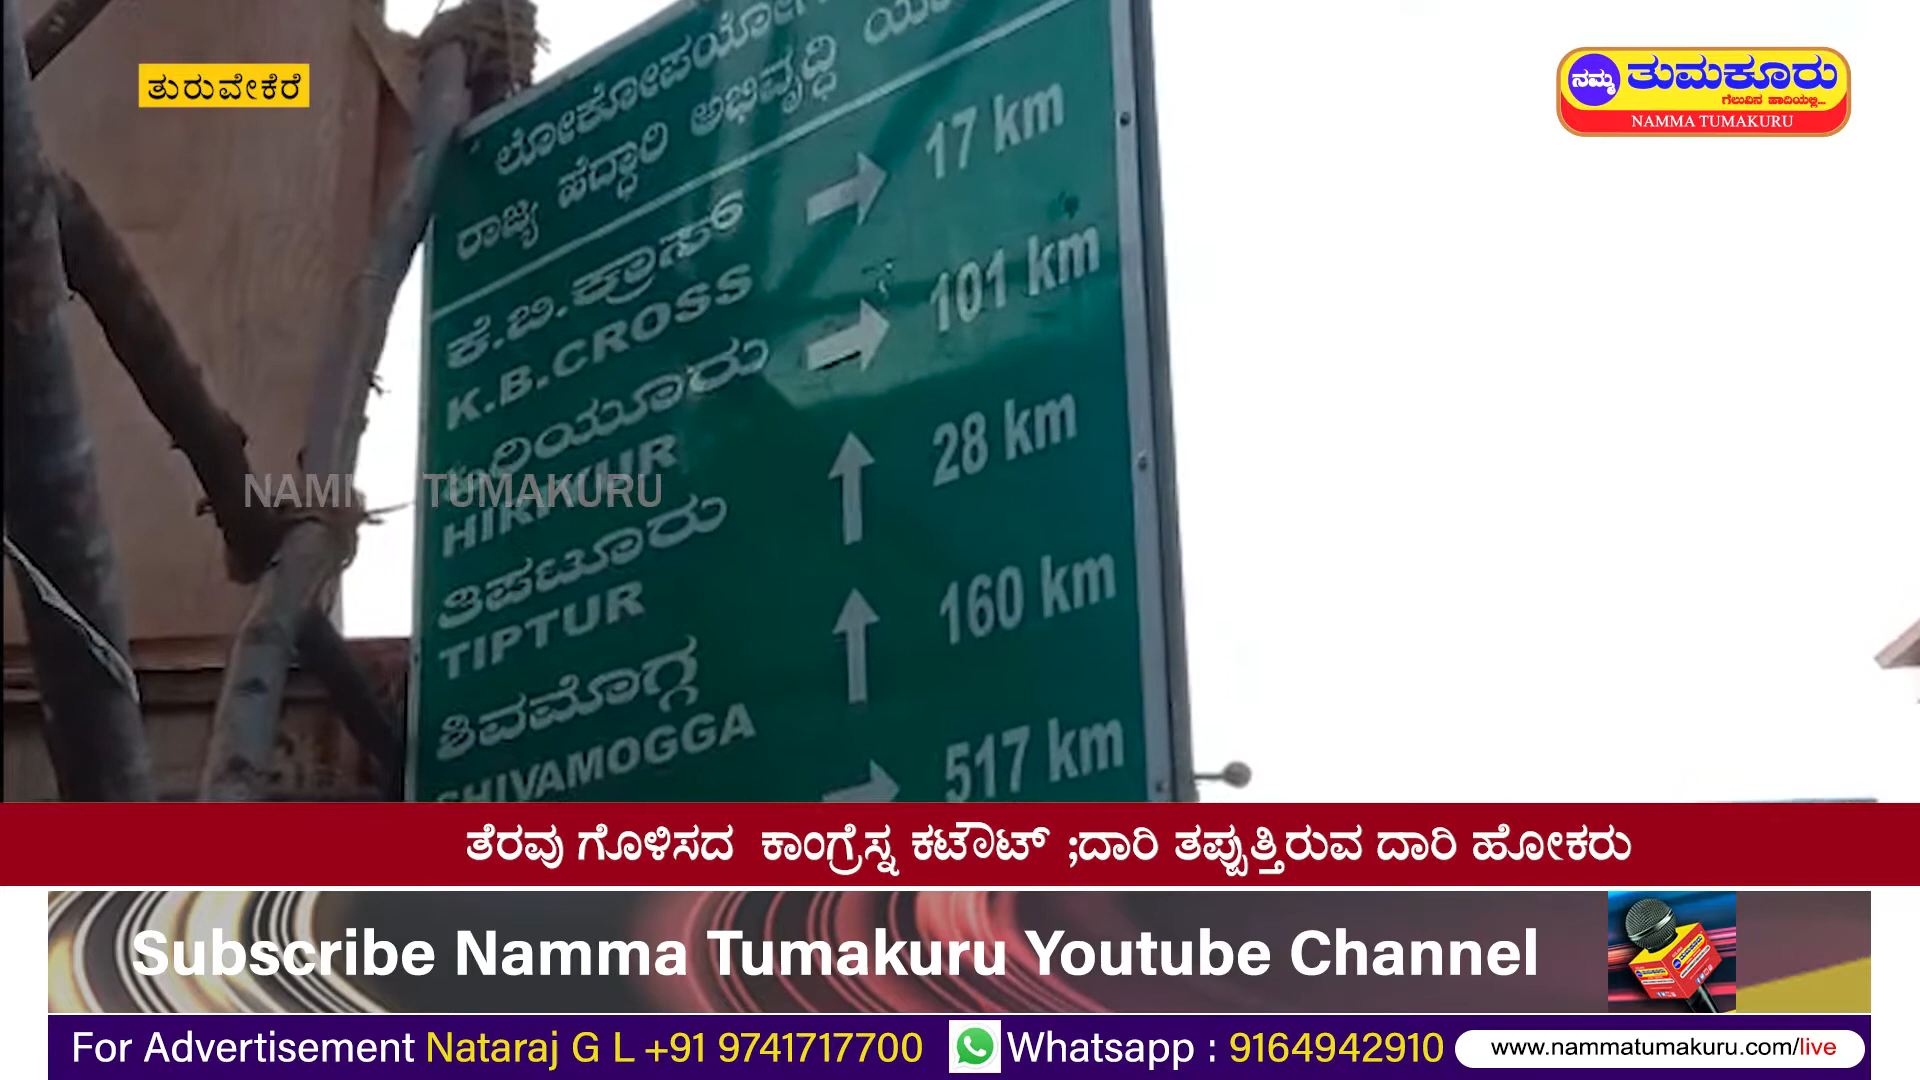 ತುರುವೇಕೆರೆ
ನಮ್ಮ ತುಮಕೂರು
ಗೆಲುವಿನ ಹಾದಿಯಲ್ಲಿ...
NAMMA TUMAKURU
ರಾಜ್ಯ ಹೆದ್ಧಾರಿ ಅಭಿವೃದ್ಧಿ
ಕೆ.ಬಿ.ಕ್ರಾಸ್ 17 km
K.B.CROSS
ಹಿರಿಯೂರು 101 km
HIRIYUR
ತಿಪಟೂರು 28 km
TIPTUR
ಶಿವಮೊಗ್ಗ 160 km
SHIVAMOGGA
517 km
TUMAKURU
ತೆರವು ಗೊಳಿಸದ ಕಾಂಗ್ರೆಸ್ನ ಕಟೌಟ್ ;ದಾರಿ ತಪ್ಪುತ್ತಿರುವ ದಾರಿ ಹೋಕರು
Subscribe Namma Tumakuru Youtube Channel
For Advertisement Nataraj G L +91 9741717700 Whatsapp : 9164942910 www.nammatumakuru.com/live